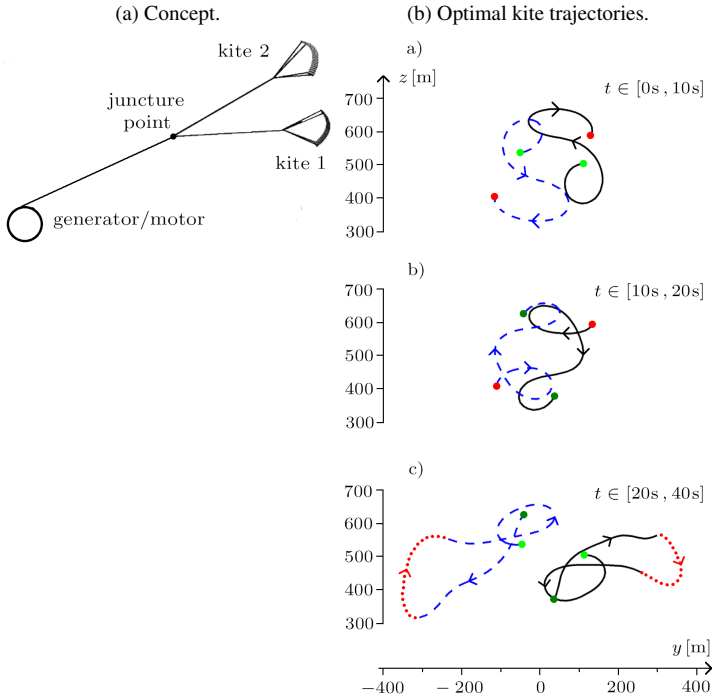 (a) Concept.
(b) Optimal kite trajectories.
kite 2
juncture
point
kite 1
generator/motor
a)
z [m]
t ∈ [0s , 10s]
700
600
500
400
300
b)
t ∈ [10s , 20s]
700
600
500
400
300
c)
t ∈ [20s , 40s]
700
600
500
400
300
y [m]
−400 −200 0 200 400